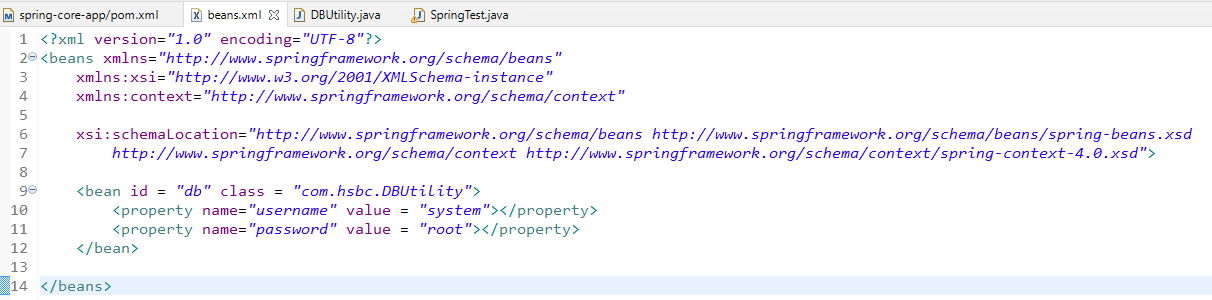 spring-core-app/pom.xml beans.xml DBUtility.java SpringTest.java
1 <?xml version="1.0" encoding="UTF-8"?>
2 <beans xmlns="http://www.springframework.org/schema/beans"
3 xmlns:xsi="http://www.w3.org/2001/XMLSchema-instance"
4 xmlns:context="http://www.springframework.org/schema/context"
5
6 xsi:schemaLocation="http://www.springframework.org/schema/beans http://www.springframework.org/schema/beans/spring-beans.xsd
7 http://www.springframework.org/schema/context http://www.springframework.org/schema/context/spring-context-4.0.xsd">
8
9 <bean id = "db" class = "com.hsbc.DBUtility">
10 <property name="username" value = "system"></property>
11 <property name="password" value = "root"></property>
12 </bean>
13
14 </beans>